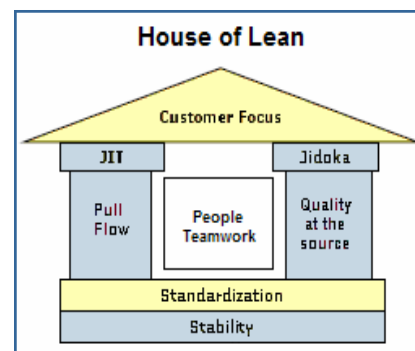 House of Lean
Customer Focus
JIT
Jidoka
Pull
Flow
People
Teamwork
Quality
at the
source
Standardization
Stability